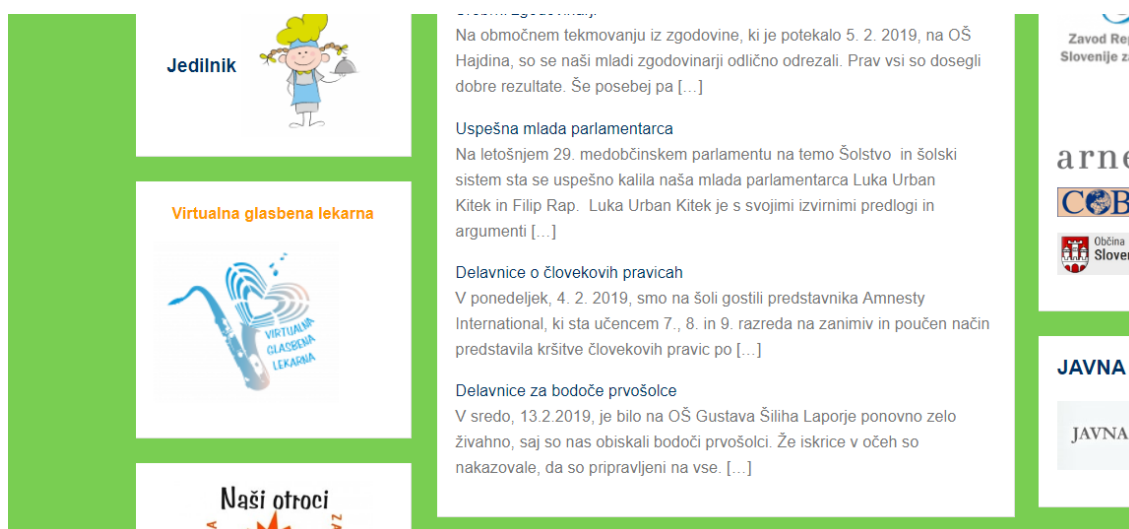 Jedilnik
Virtualna glasbena lekarna
VIRTUALNA
GLASBENA
LEKARNA
Naši otroci
Na območnem tekmovanju iz zgodovine, ki je potekalo 5. 2. 2019, na OŠ
Hajdina, so se naši mladi zgodovinarji odlično odrezali. Prav vsi so dosegli
dobre rezultate. Še posebej pa […]
Uspešna mlada parlamentarca
Na letošnjem 29. medobčinskem parlamentu na temo Šolstvo  in šolski
sistem sta se uspešno kalila naša mlada parlamentarca Luka Urban
Kitek in Filip Rap.  Luka Urban Kitek je s svojimi izvirnimi predlogi in
argumenti […]
Delavnice o človekovih pravicah
V ponedeljek, 4. 2. 2019, smo na šoli gostili predstavnika Amnesty
International, ki sta učencem 7., 8. in 9. razreda na zanimiv in poučen način
predstavila kršitve človekovih pravic po […]
Delavnice za bodoče prvošolce
V sredo, 13.2.2019, je bilo na OŠ Gustava Šiliha Laporje ponovno zelo
živahno, saj so nas obiskali bodoči prvošolci. Že iskrice v očeh so
nakazovale, da so pripravljeni na vse. […]
Zavod Rep
Slovenije za
arne
COB
Občina
Sloven
JAVNA
JAVNA